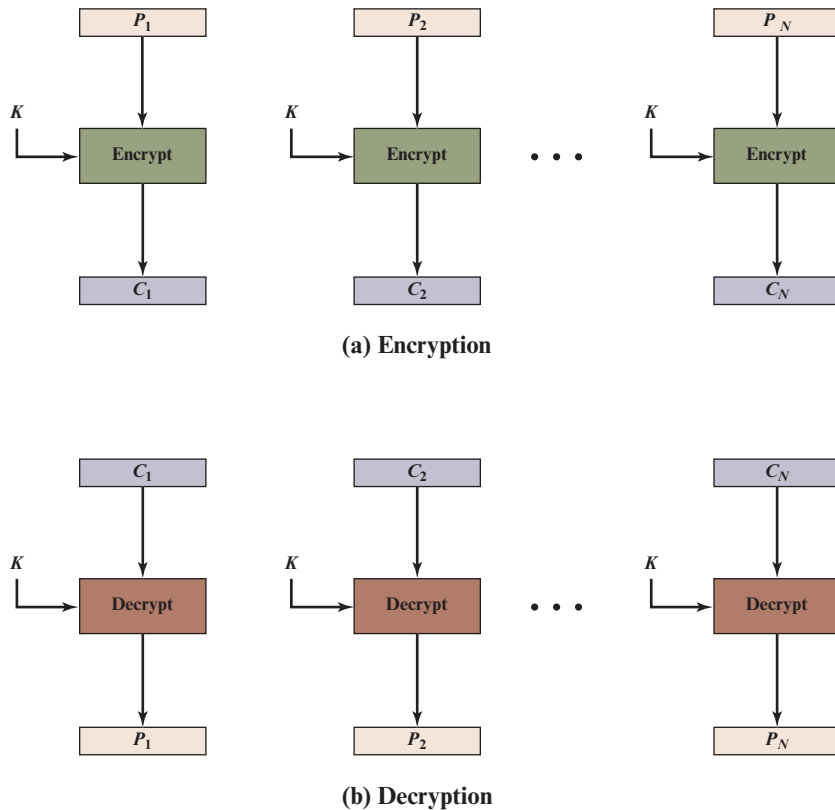 P1 P2 PN
K K K
Encrypt Encrypt Encrypt
C1 C2 CN
(a) Encryption
C1 C2 CN
K K K
Decrypt Decrypt Decrypt
P1 P2 PN
(b) Decryption